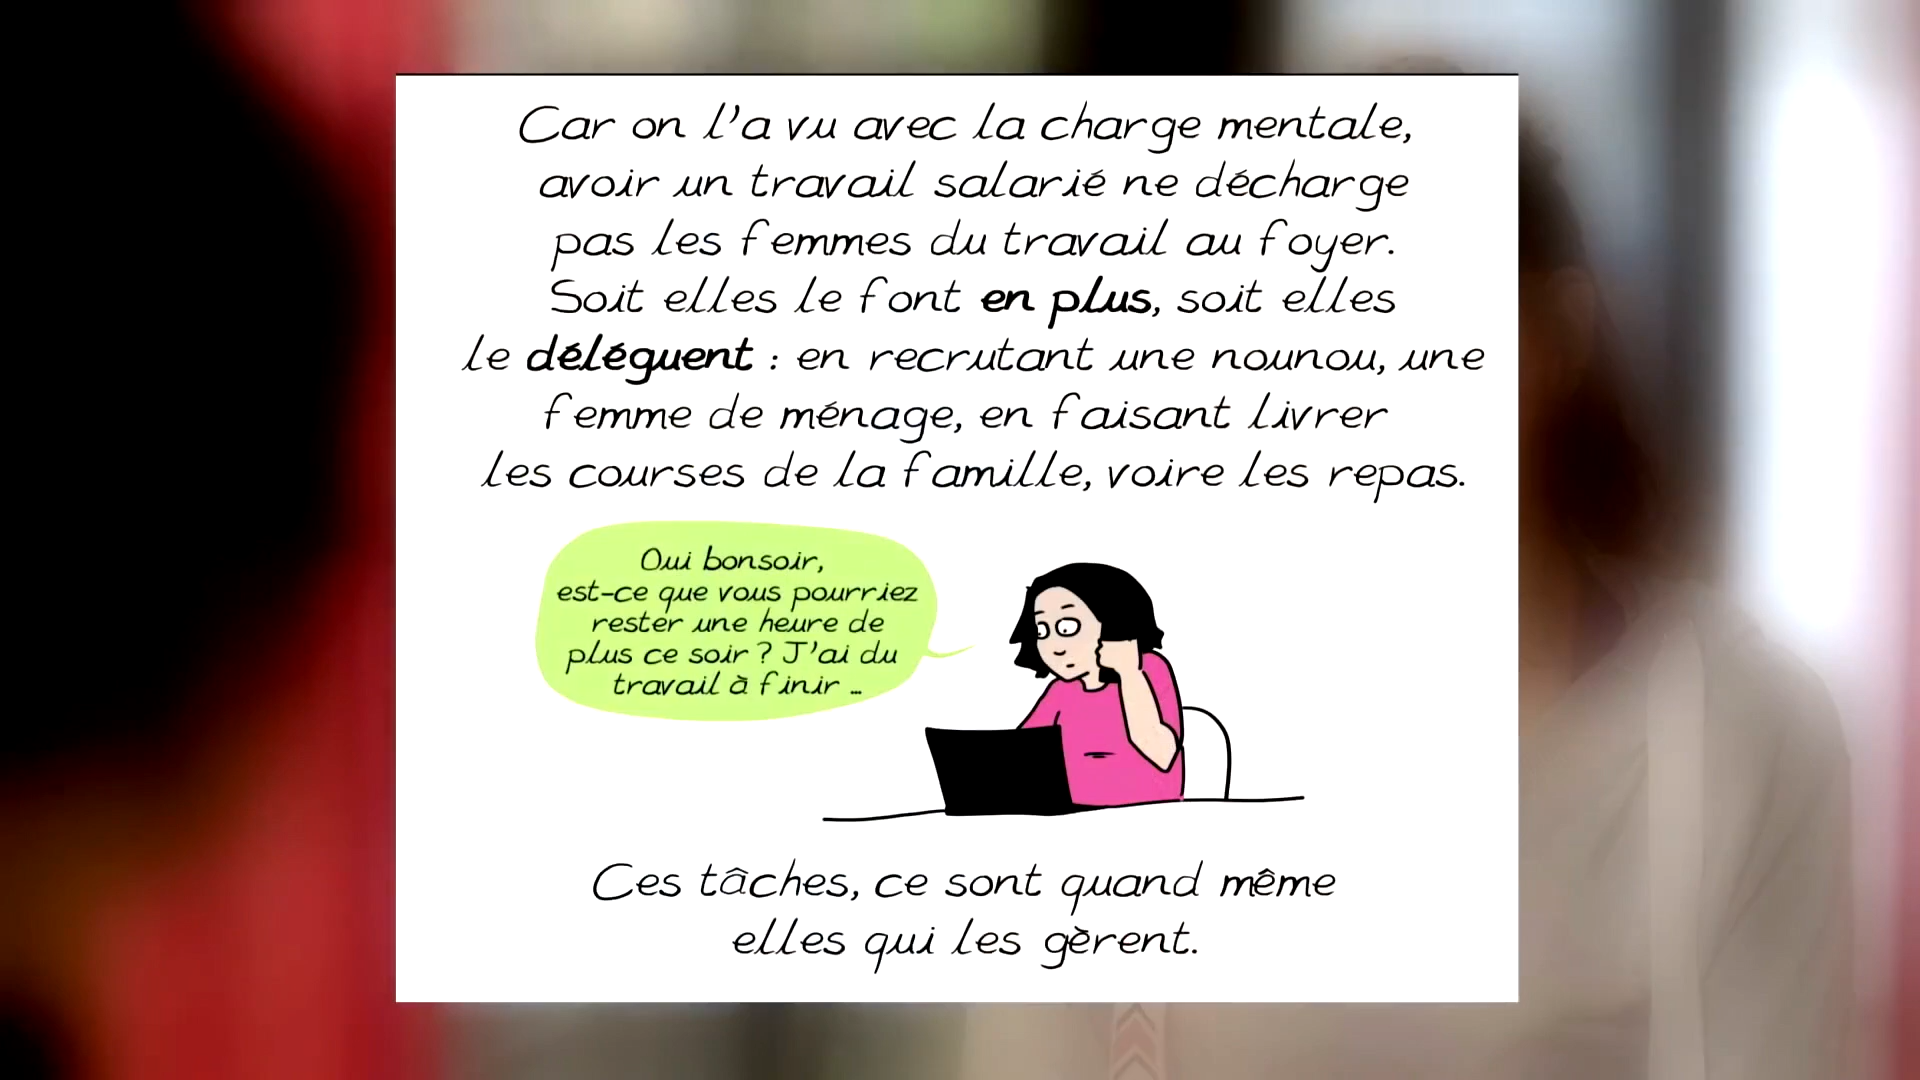 Car on l'a vu avec la charge mentale,
avoir un travail salarié ne décharge
pas les femmes du travail au foyer.
Soit elles le font en plus, soit elles
le déléguent : en recrutant une nounou, une
femme de ménage, en faisant livrer
les courses de la famille, voire les repas.
Oui bonsoir,
est-ce que vous pourriez
rester une heure de
plus ce soir ? J'ai du
travail à finir ...
Ces tâches, ce sont quand même
elles qui les gèrent.